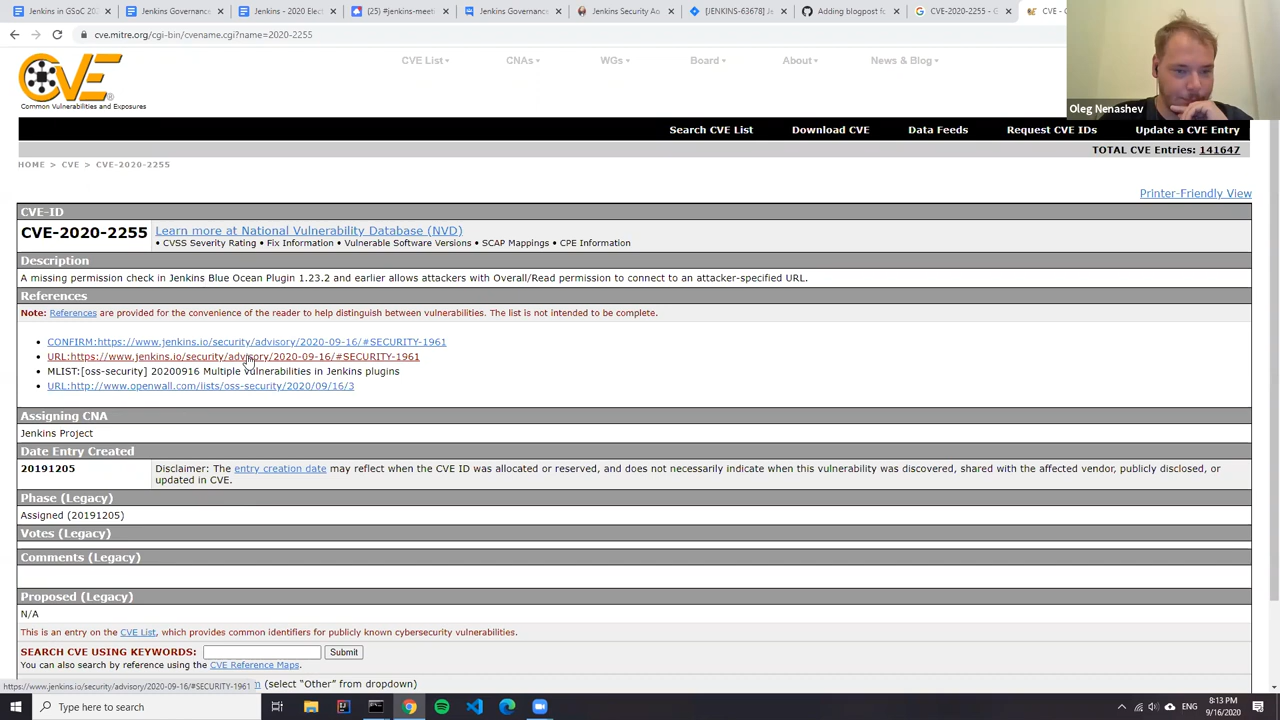 Jenkins in GSoC 20
Jenkins Governance
Jenkins - 2020 Elect
(25) #jenkins-meeti
Jenkins Governance
Jenkins Security Ad
[JENKINS-63678] Je
Adding blogpost fo
CVE-2020-2255 - G
CVE - C
cve.mitre.org/cgi-bin/cvename.cgi?name=2020-2255
CVE
Common Vulnerabilities and Exposures
CVE List▾
CNAs▾
WGs▾
Board▾
About▾
News & Blog▾
Oleg Nenashev
Search CVE List
Download CVE
Data Feeds
Request CVE IDs
Update a CVE Entry
TOTAL CVE Entries: 141647
HOME > CVE > CVE-2020-2255
Printer-Friendly View
CVE-ID
CVE-2020-2255
Learn more at National Vulnerability Database (NVD)
• CVSS Severity Rating • Fix Information • Vulnerable Software Versions • SCAP Mappings • CPE Information
Description
A missing permission check in Jenkins Blue Ocean Plugin 1.23.2 and earlier allows attackers with Overall/Read permission to connect to an attacker-specified URL.
References
Note: References are provided for the convenience of the reader to help distinguish between vulnerabilities. The list is not intended to be complete.
• CONFIRM:https://www.jenkins.io/security/advisory/2020-09-16/#SECURITY-1961
• URL:https://www.jenkins.io/security/advisory/2020-09-16/#SECURITY-1961
• MLIST:[oss-security] 20200916 Multiple vulnerabilities in Jenkins plugins
• URL:http://www.openwall.com/lists/oss-security/2020/09/16/3
Assigning CNA
Jenkins Project
Date Entry Created
20191205
Disclaimer: The entry creation date may reflect when the CVE ID was allocated or reserved, and does not necessarily indicate when this vulnerability was discovered, shared with the affected vendor, publicly disclosed, or
updated in CVE.
Phase (Legacy)
Assigned (20191205)
Votes (Legacy)
Comments (Legacy)
Proposed (Legacy)
N/A
This is an entry on the CVE List, which provides common identifiers for publicly known cybersecurity vulnerabilities.
SEARCH CVE USING KEYWORDS:
Submit
You can also search by reference using the CVE Reference Maps.
https://www.jenkins.io/security/advisory/2020-09-16/#SECURITY-1961
(select "Other" from dropdown)
Type here to search
ENG
8:13 PM
9/16/2020